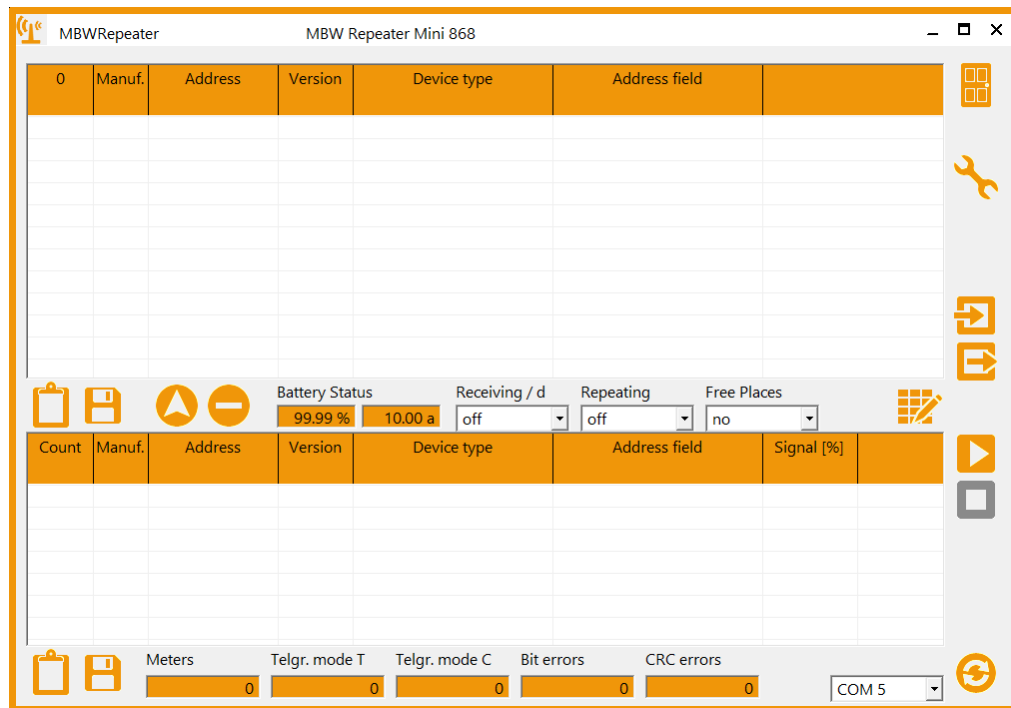 MBWRepeater MBW Repeater Mini 868
0 Manuf. Address Version Device type Address field
Battery Status Receiving / d Repeating Free Places
99.99 % 10.00 a off off no
Count Manuf. Address Version Device type Address field Signal [%]
Meters Telgr. mode T Telgr. mode C Bit errors CRC errors
0 0 0 0 0 COM 5